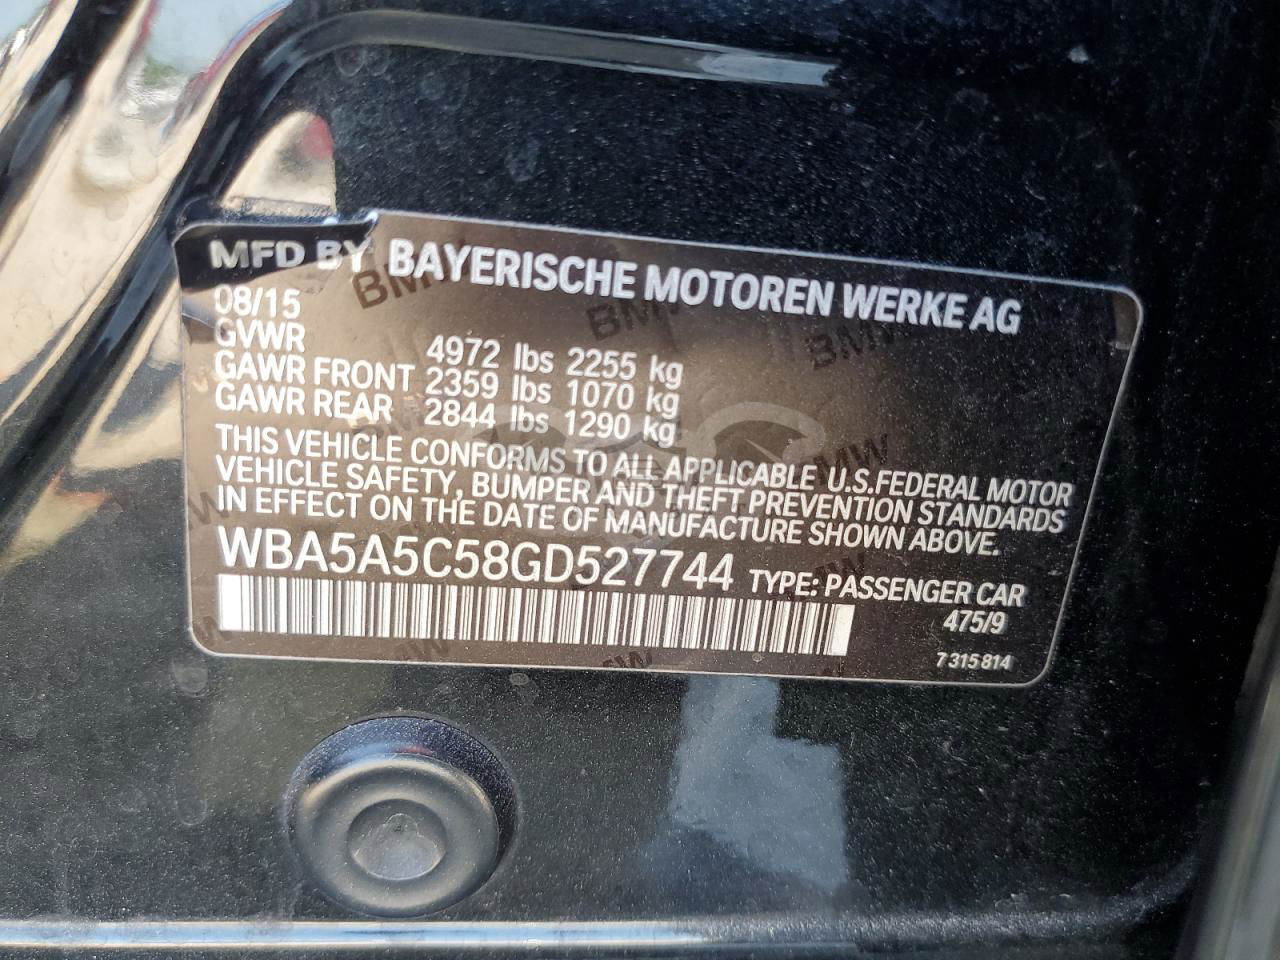 MFD BY BAYERISCHE MOTOREN WERKE AG
08/15
GVWR 4972 lbs 2255 kg
GAWR FRONT 2359 lbs 1070 kg
GAWR REAR 2844 lbs 1290 kg
THIS VEHICLE CONFORMS TO ALL APPLICABLE U.S.FEDERAL MOTOR
VEHICLE SAFETY, BUMPER AND THEFT PREVENTION STANDARDS
IN EFFECT ON THE DATE OF MANUFACTURE SHOWN ABOVE.
WBA5A5C58GD527744 TYPE: PASSENGER CAR
475/9
7 315 814